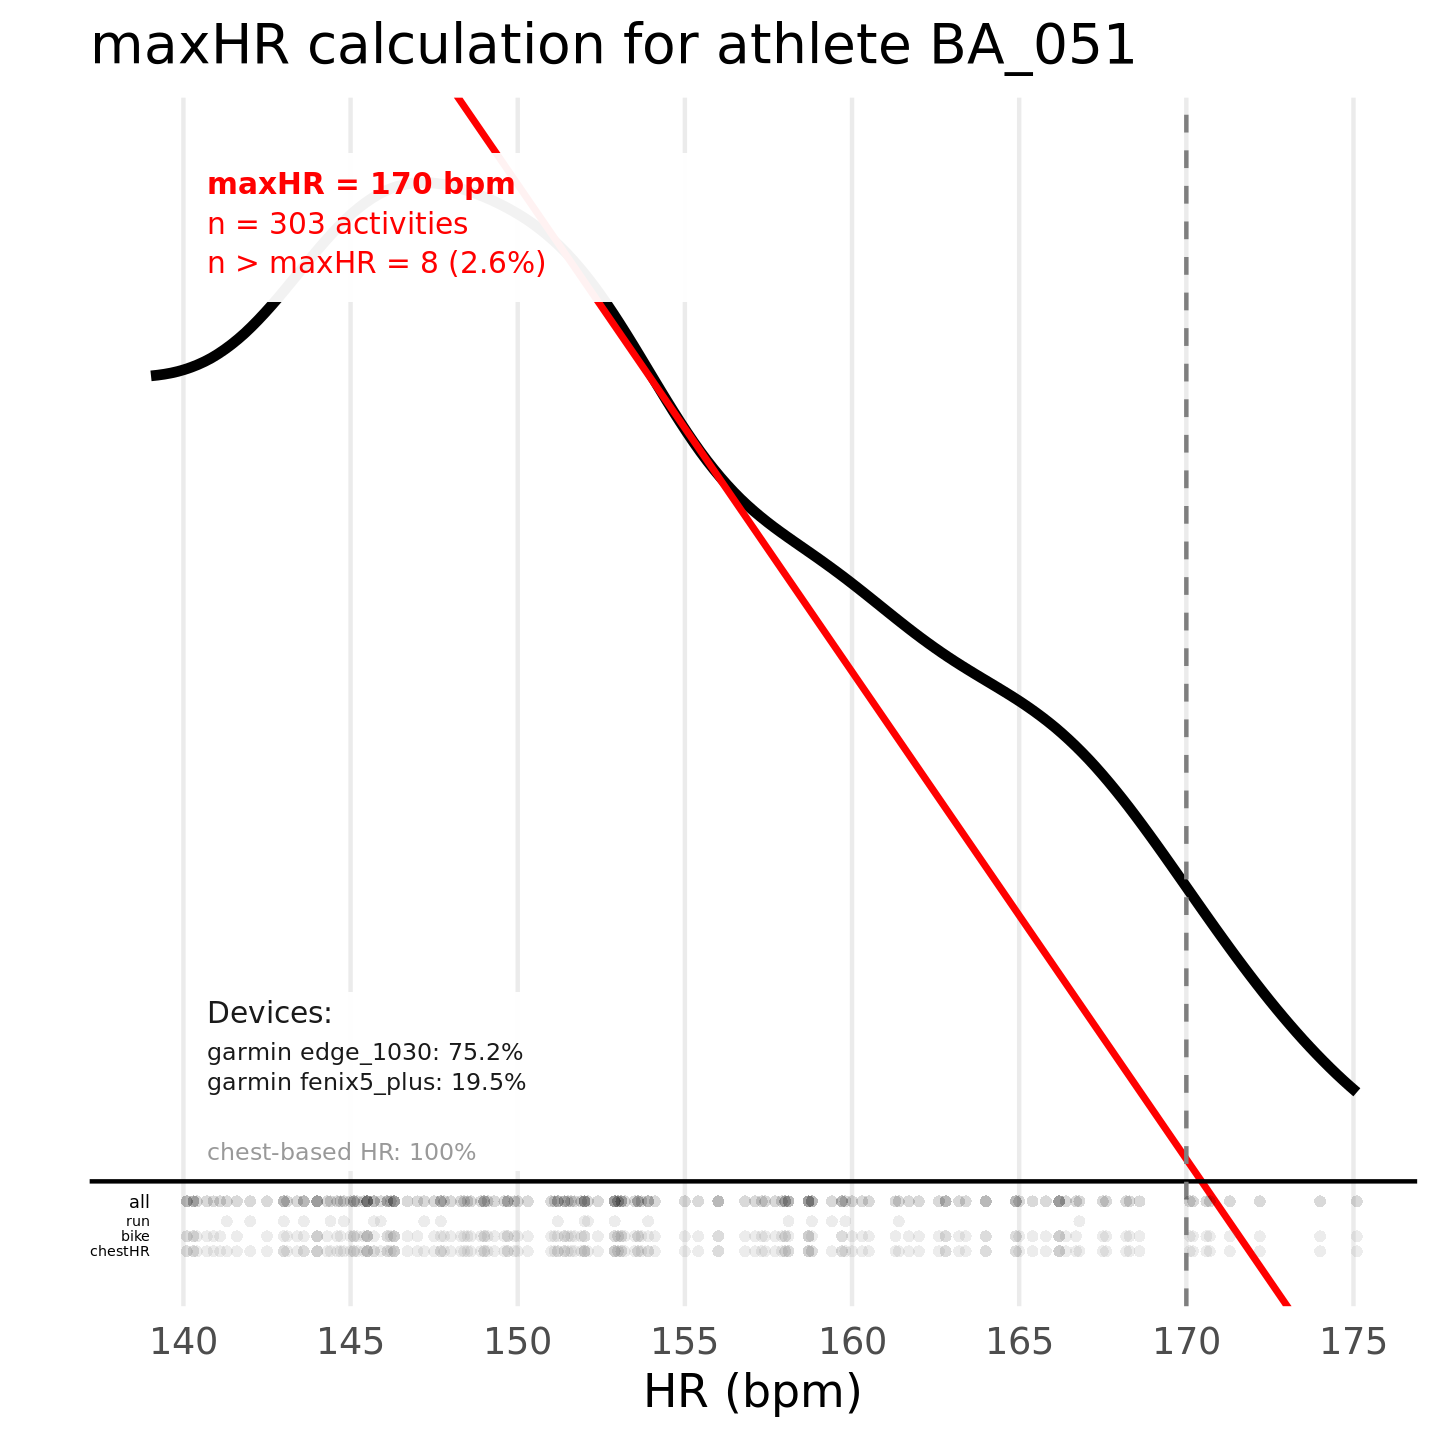 maxHR calculation for athlete BA_051
maxHR = 170 bpm
n = 303 activities
n > maxHR = 8 (2.6%)
Devices:
garmin edge_1030: 75.2%
garmin fenix5_plus: 19.5%
chest-based HR: 100%
all
run
bike
chestHR
140 145 150 155 160 165 170 175
HR (bpm)